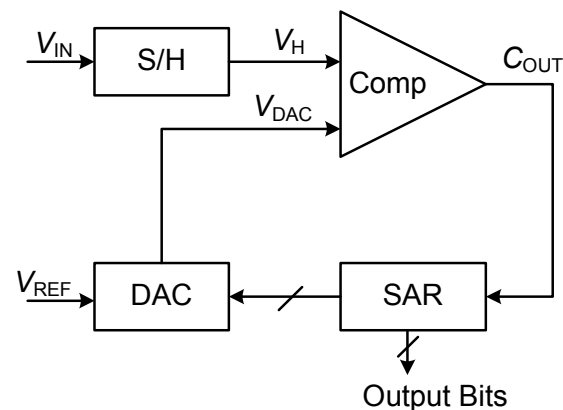 V_IN
S/H
V_H
Comp
C_OUT
V_DAC
V_REF
DAC
SAR
Output Bits